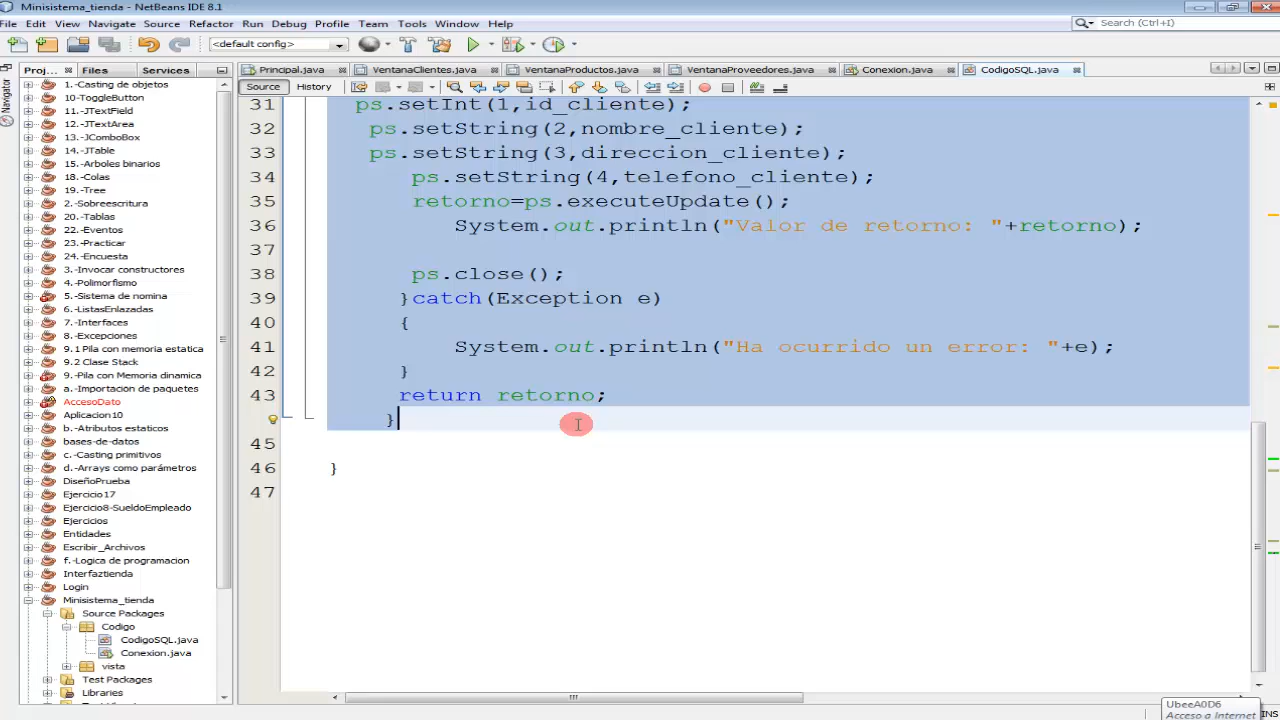 Minisistema_tienda - NetBeans IDE 8.1
File Edit View Navigate Source Refactor Run Debug Profile Team Tools Window Help
Search (Ctrl+I)
<default config>
Proj... Files Services
Principal.java VentanaClientes.java VentanaProductos.java VentanaProveedores.java Conexion.java CodigoSQL.java
Navigator
Source History
1.-Casting de objetos
10-ToggleButton
11.-JTextField
12.-JTextArea
13.-JComboBox
14.-JTable
15.-Arboles binarios
18.-Colas
19.-Tree
2.-Sobreescritura
20.-Tablas
22.-Eventos
23.-Practicar
24.-Encuesta
3.-Invocar constructores
4.-Polimorfismo
5.-Sistema de nomina
6.-ListasEnlazadas
7.-Interfaces
8.-Excepciones
9.1 Pila con memoria estatica
9.2 Clase Stack
9.-Pila con Memoria dinamica
a.-Importación de paquetes
AccesoDato
Aplicacion10
b.-Atributos estaticos
bases-de-datos
c.-Casting primitivos
d.-Arrays como parámetros
DiseñoPrueba
Ejercicio17
Ejercicio8-SueldoEmpleado
Ejercicios
Entidades
Escribir_Archivos
f.-Logica de programacion
Interfaztienda
Login
Minisistema_tienda
Source Packages
Codigo
CodigoSQL.java
Conexion.java
vista
Test Packages
Libraries
31 ps.setInt(1,id_cliente);
32 ps.setString(2,nombre_cliente);
33 ps.setString(3,direccion_cliente);
34 ps.setString(4,telefono_cliente);
35 retorno=ps.executeUpdate();
36 System.out.println("Valor de retorno: "+retorno);
37
38 ps.close();
39 }catch(Exception e)
40 {
41 System.out.println("Ha ocurrido un error: "+e);
42 }
43 return retorno;
}
45
46 }
47
UbeeA0D6
Acceso a Internet
INS